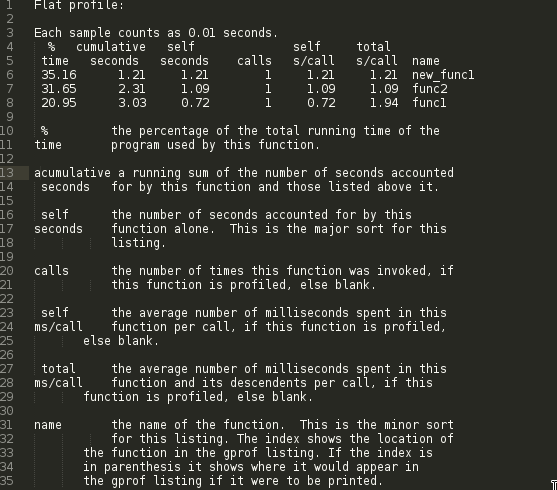 1 Flat profile:
2
3 Each sample counts as 0.01 seconds.
4   %   cumulative   self              self     total
5  time   seconds   seconds    calls   s/call   s/call  name
6  35.16      1.21     1.21        1     1.21     1.21  new_func1
7  31.65      2.31     1.09        1     1.09     1.09  func2
8  20.95      3.03     0.72        1     0.72     1.94  func1
9
10  %         the percentage of the total running time of the
11 time       program used by this function.
12
13 acumulative a running sum of the number of seconds accounted
14  seconds   for by this function and those listed above it.
15
16  self      the number of seconds accounted for by this
17 seconds    function alone.  This is the major sort for this
18            listing.
19
20 calls      the number of times this function was invoked, if
21            this function is profiled, else blank.
22
23  self      the average number of milliseconds spent in this
24 ms/call    function per call, if this function is profiled,
25        else blank.
26
27  total     the average number of milliseconds spent in this
28 ms/call    function and its descendents per call, if this
29        function is profiled, else blank.
30
31 name       the name of the function.  This is the minor sort
32            for this listing. The index shows the location of
33        the function in the gprof listing. If the index is
34        in parenthesis it shows where it would appear in
35        the gprof listing if it were to be printed.